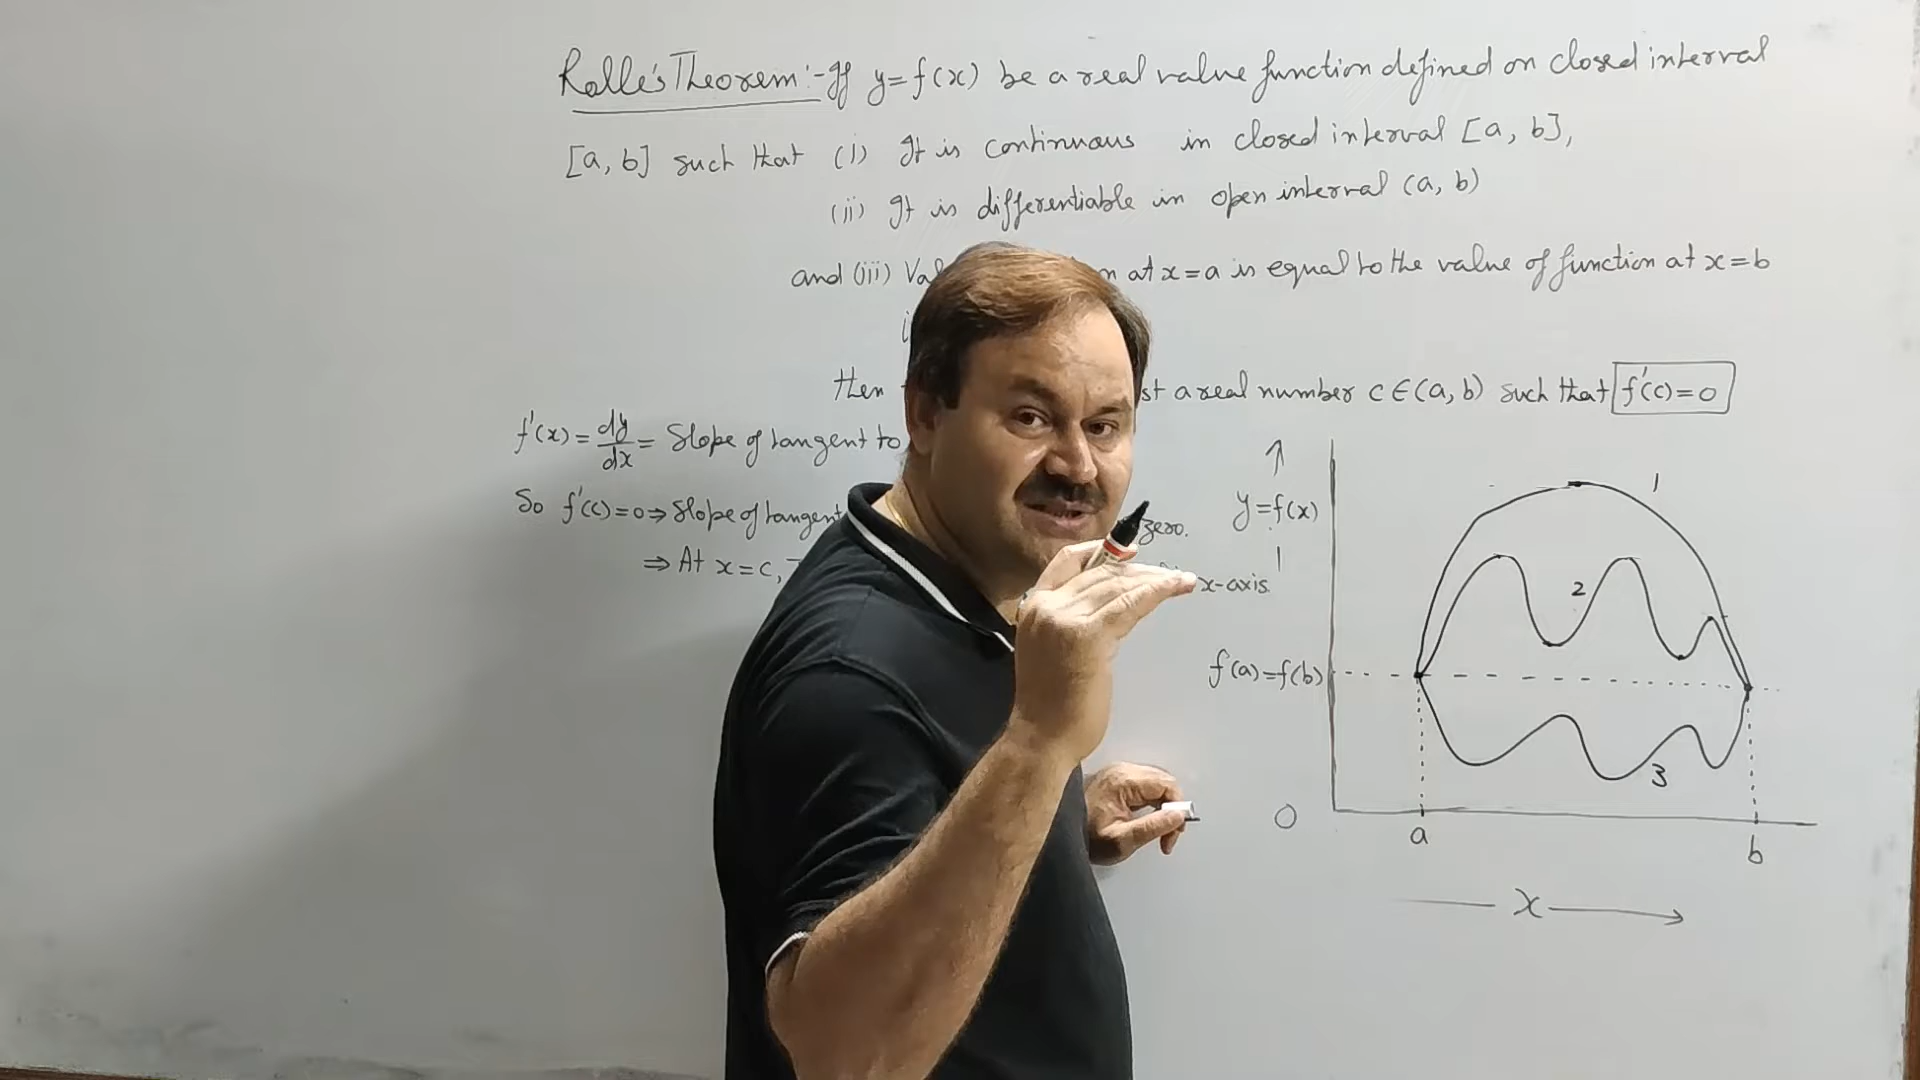 Rolle's Theorem:- If y=f(x) be a real value function defined on closed interval
[a, b] such that (i) It is continuous in closed interval [a, b],
(ii) It is differentiable in open interval (a, b)
and (iii) at x=a is equal to the value of function at x=b
then a real number c∈(a, b) such that f'(c)=0
f'(x)=dy/dx= Slope of tangent to
So f'(c)=0⇒Slope of tangent zero.
⇒ At x=c, x-axis.
y=f(x)
1
2
f(a)=f(b)
3
0
a
b
x